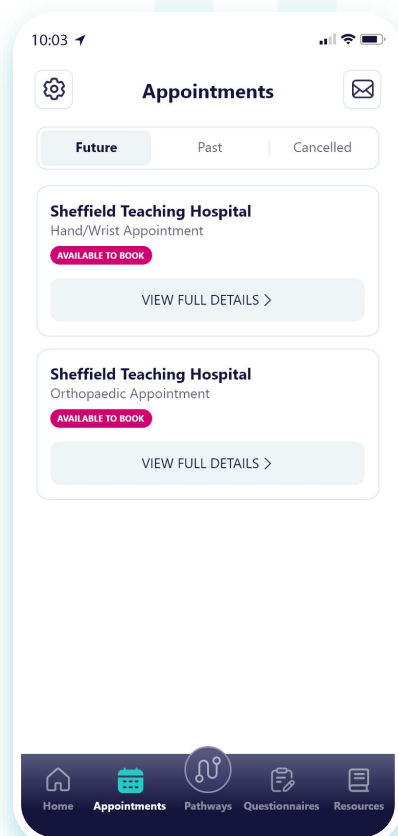 10:03
Appointments
Future Past Cancelled
Sheffield Teaching Hospital
Hand/Wrist Appointment
AVAILABLE TO BOOK
VIEW FULL DETAILS >
Sheffield Teaching Hospital
Orthopaedic Appointment
AVAILABLE TO BOOK
VIEW FULL DETAILS >
Home Appointments Pathways Questionnaires Resources